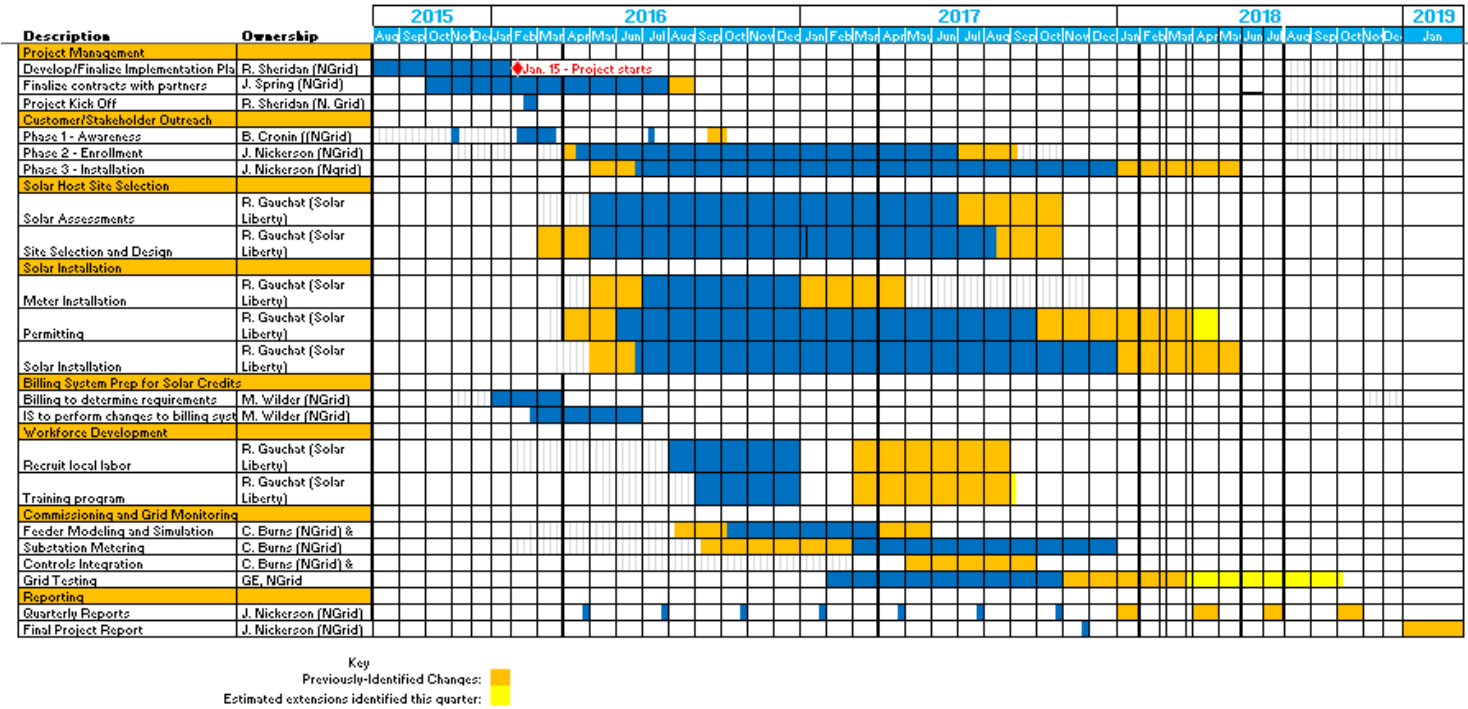 2015 2016 2017 2018 2019
Description Ownership Aug Sep Oct Nov De Jan Feb Mar Apr May Jun Jul Aug Sep Oct Nov Dec Jan Feb Mar Apr May Jun Jul Aug Sep Oct Nov Dec Jan Feb Mar Apr May Jun Jul Aug Sep Oct Nov De Jan
Project Management
Develop/Finalize Implementation Pla R. Sheridan (NGrid) Jan. 15 - Project starts
Finalize contracts with partners J. Spring (NGrid)
Project Kick Off R. Sheridan (N. Grid)
Customer/Stakeholder Outreach
Phase 1 - Awareness B. Cronin ((NGrid)
Phase 2 - Enrollment J. Nickerson (NGrid)
Phase 3 - Installation J. Nickerson (Ngrid)
Solar Host Site Selection
R. Gauchat (Solar
Solar Assessments Liberty)
R. Gauchat (Solar
Site Selection and Design Liberty)
Solar Installation
R. Gauchat (Solar
Meter Installation Liberty)
R. Gauchat (Solar
Permitting Liberty)
R. Gauchat (Solar
Solar Installation Liberty)
Billing System Prep for Solar Credits
Billing to determine requirements M. Wilder (NGrid)
IS to perform changes to billing syst M. Wilder (NGrid)
Workforce Development
R. Gauchat (Solar
Recruit local labor Liberty)
R. Gauchat (Solar
Training program Liberty)
Commissioning and Grid Monitoring
Feeder Modeling and Simulation C. Burns (NGrid) &
Substation Metering C. Burns (NGrid)
Controls Integration C. Burns (NGrid) &
Grid Testing GE, NGrid
Reporting
Quarterly Reports J. Nickerson (NGrid)
Final Project Report J. Nickerson (NGrid)
Key
Previously-Identified Changes:
Estimated extensions identified this quarter: